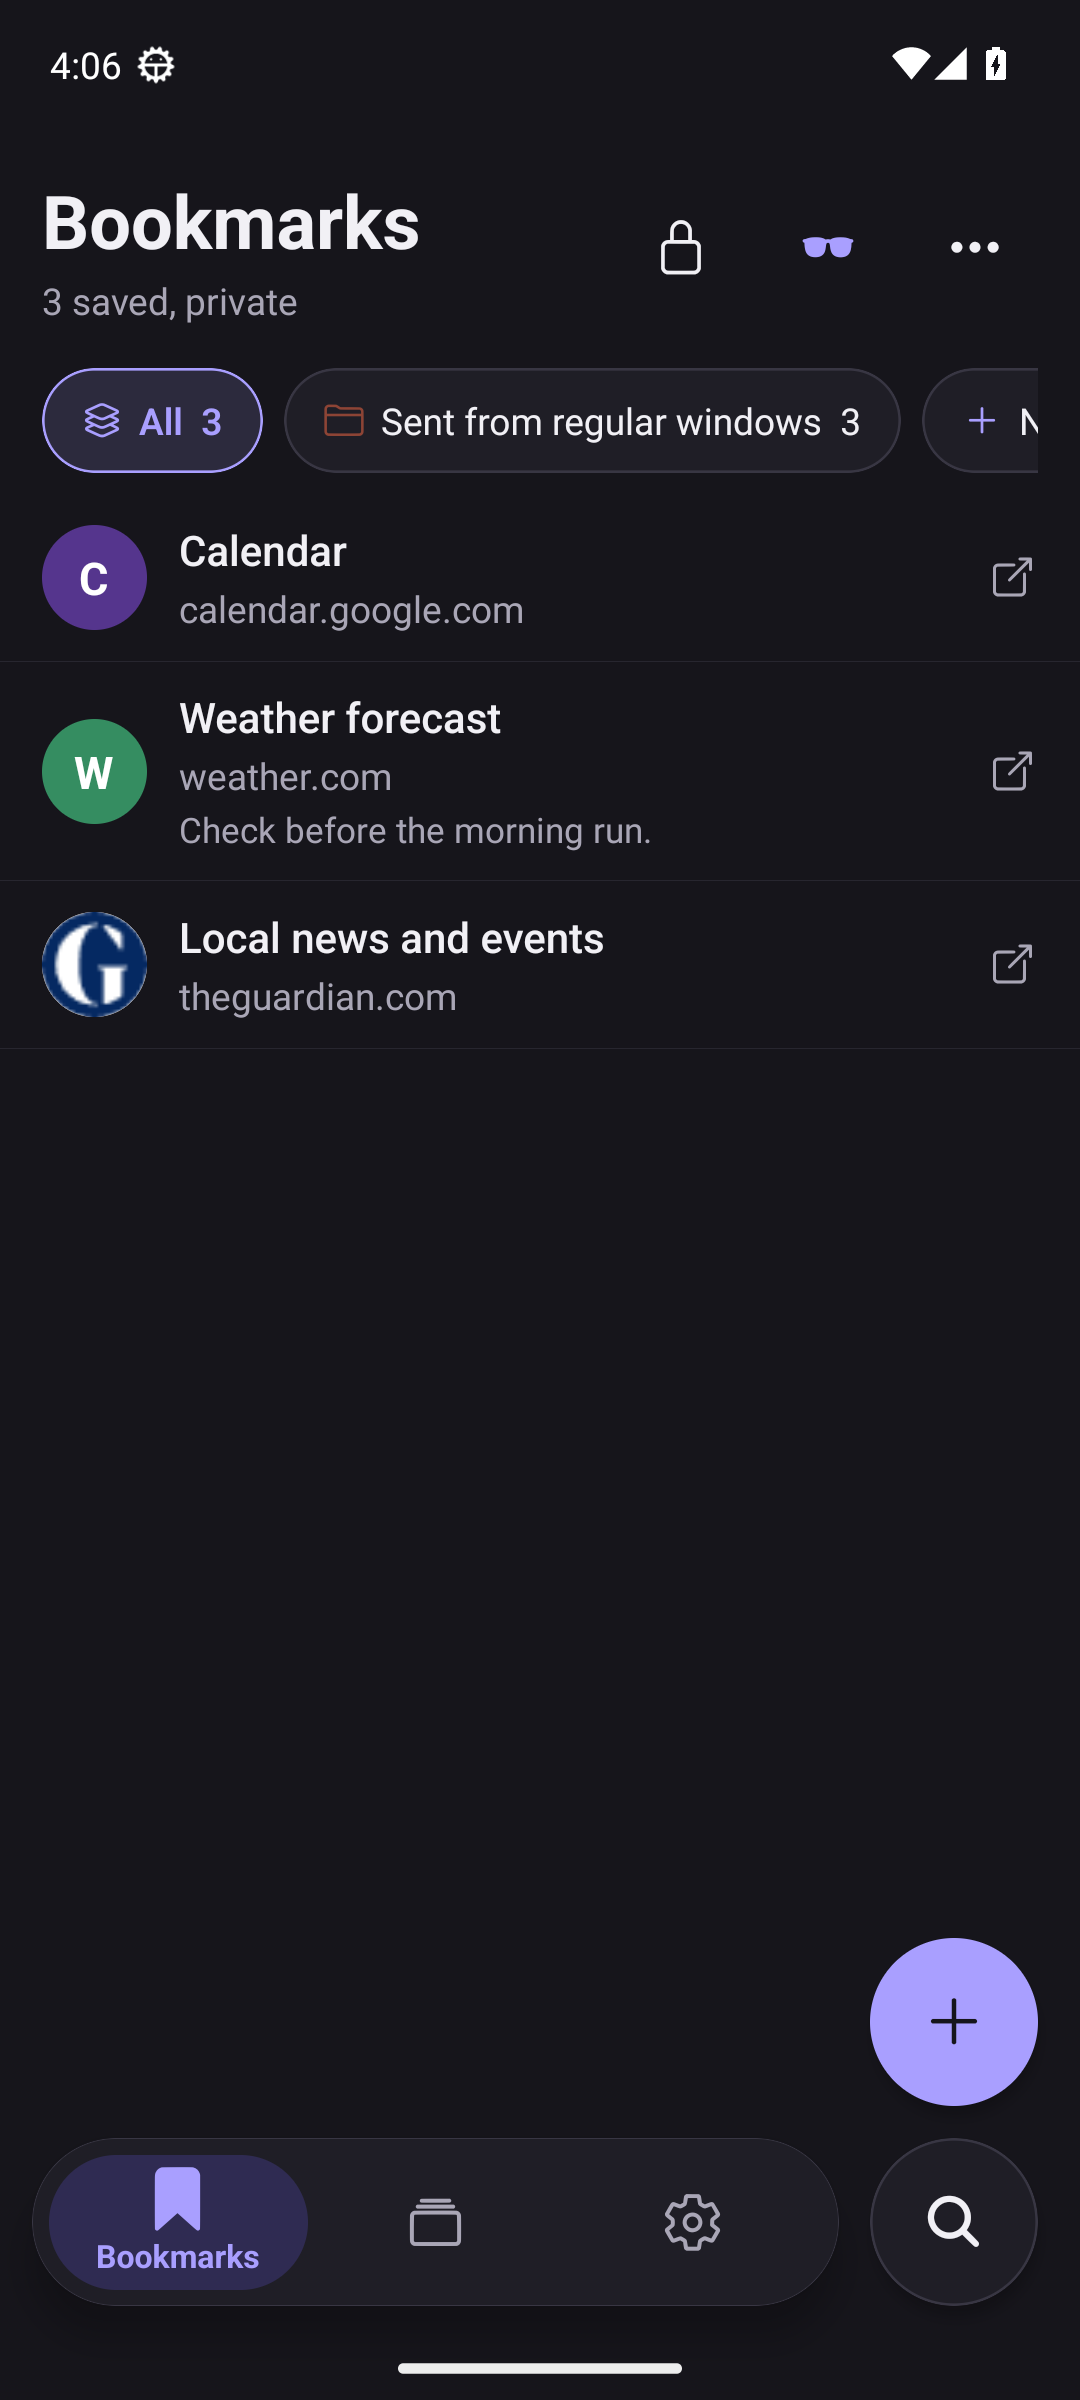 4:06
Bookmarks
3 saved, private
All 3
Sent from regular windows 3
N
C
Calendar
calendar.google.com
W
Weather forecast
weather.com
Check before the morning run.
G
Local news and events
theguardian.com
Bookmarks